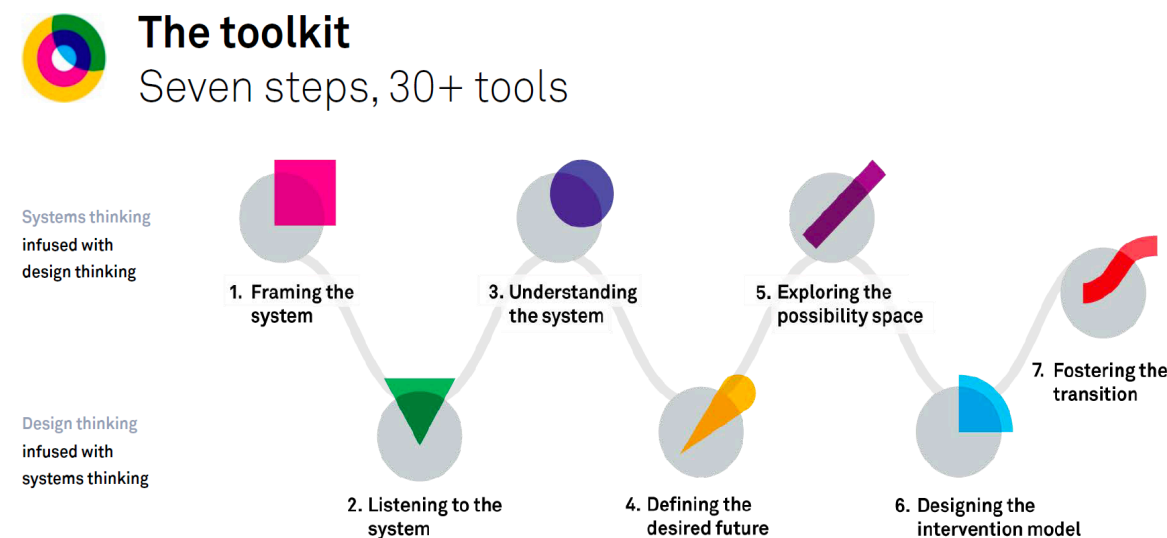 The toolkit
Seven steps, 30+ tools
Systems thinking
infused with
design thinking
1. Framing the
system
3. Understanding
the system
5. Exploring the
possibility space
7. Fostering the
transition
Design thinking
infused with
systems thinking
2. Listening to the
system
4. Defining the
desired future
6. Designing the
intervention model